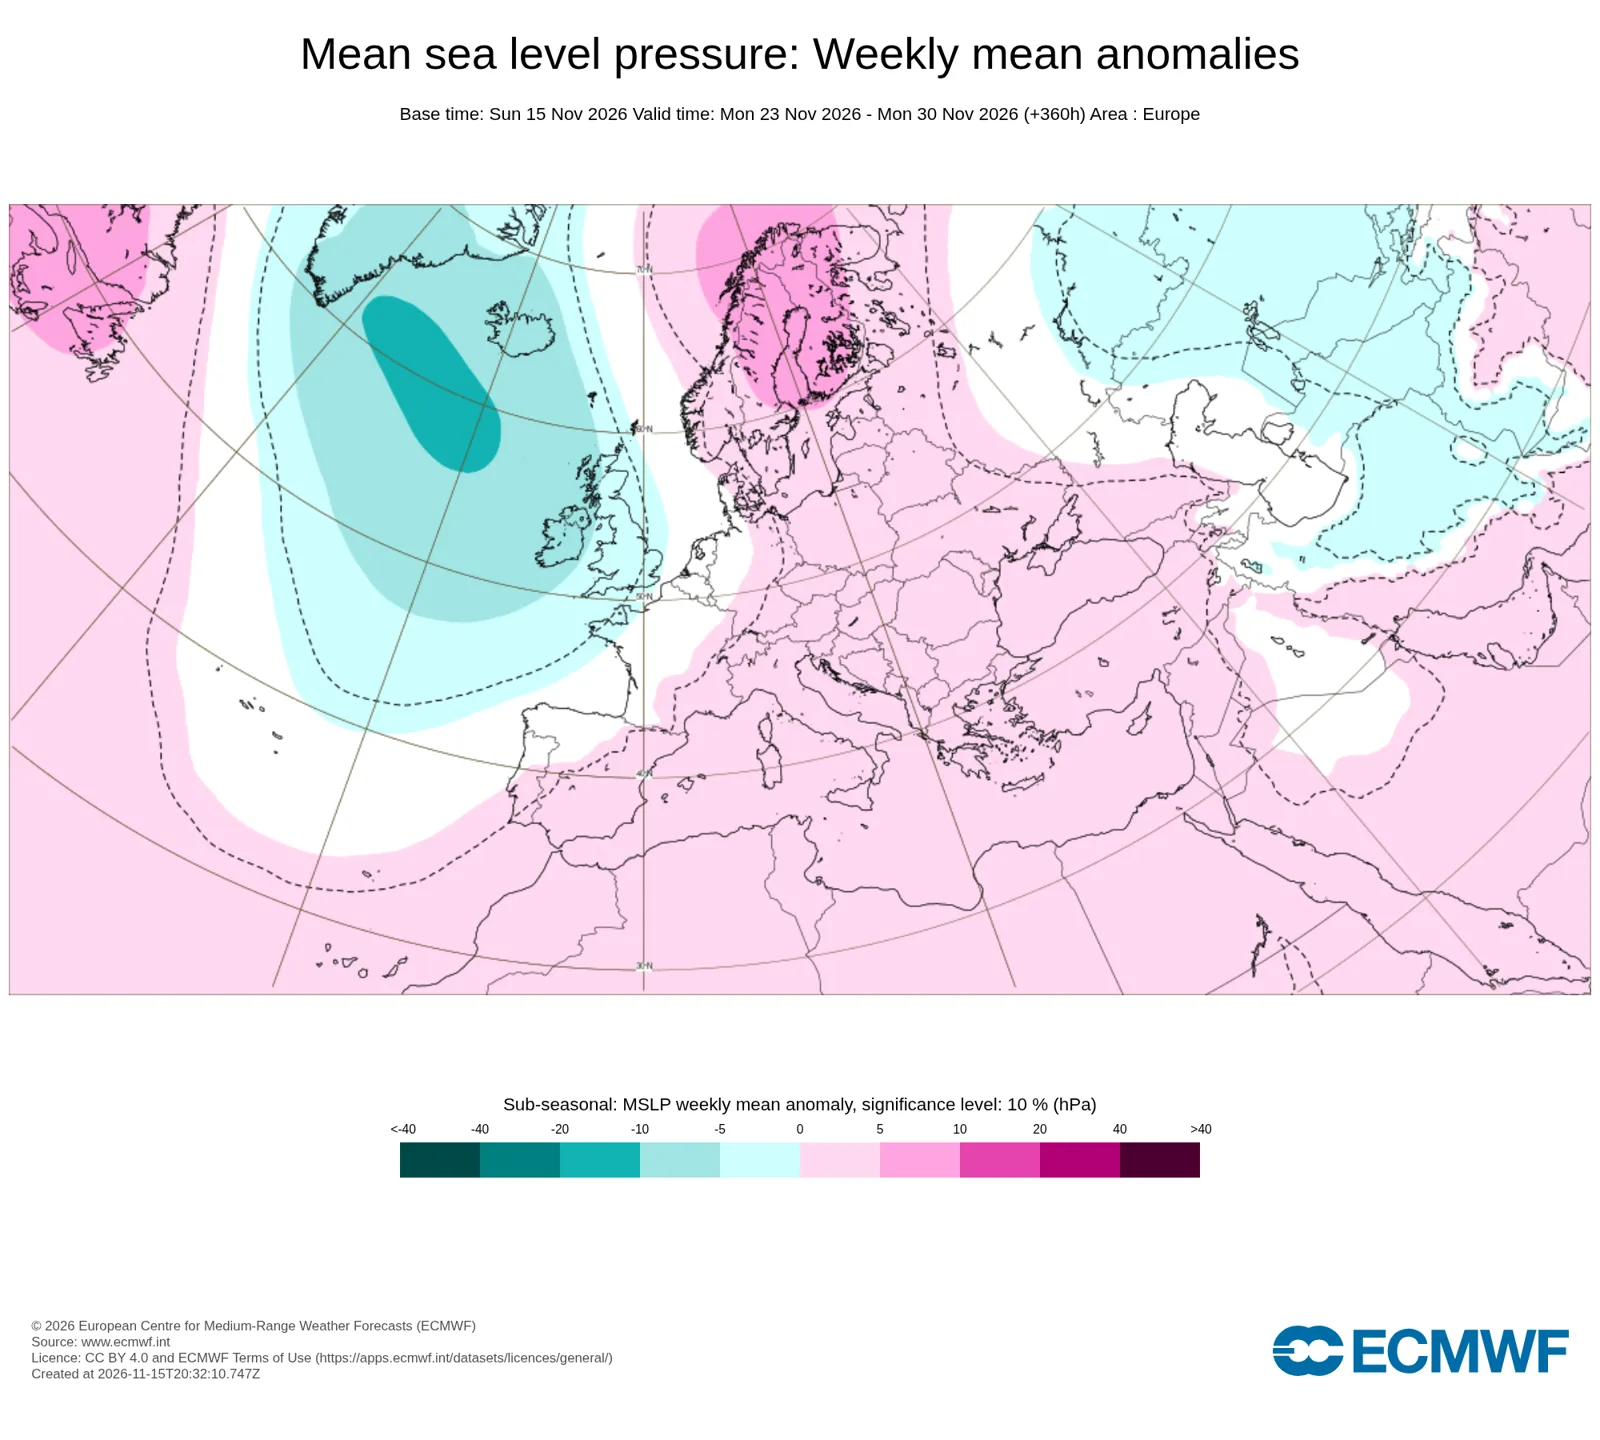 Mean sea level pressure: Weekly mean anomalies
Base time: Sun 15 Nov 2026 Valid time: Mon 23 Nov 2026 - Mon 30 Nov 2026 (+360h) Area : Europe
70°N
60°N
50°N
40°N
30°N
Sub-seasonal: MSLP weekly mean anomaly, significance level: 10 % (hPa)
<-40 -40 -20 -10 -5 0 5 10 20 40 >40
© 2026 European Centre for Medium-Range Weather Forecasts (ECMWF)
Source: www.ecmwf.int
Licence: CC BY 4.0 and ECMWF Terms of Use (https://apps.ecmwf.int/datasets/licences/general/)
Created at 2026-11-15T20:32:10.747Z
ECMWF